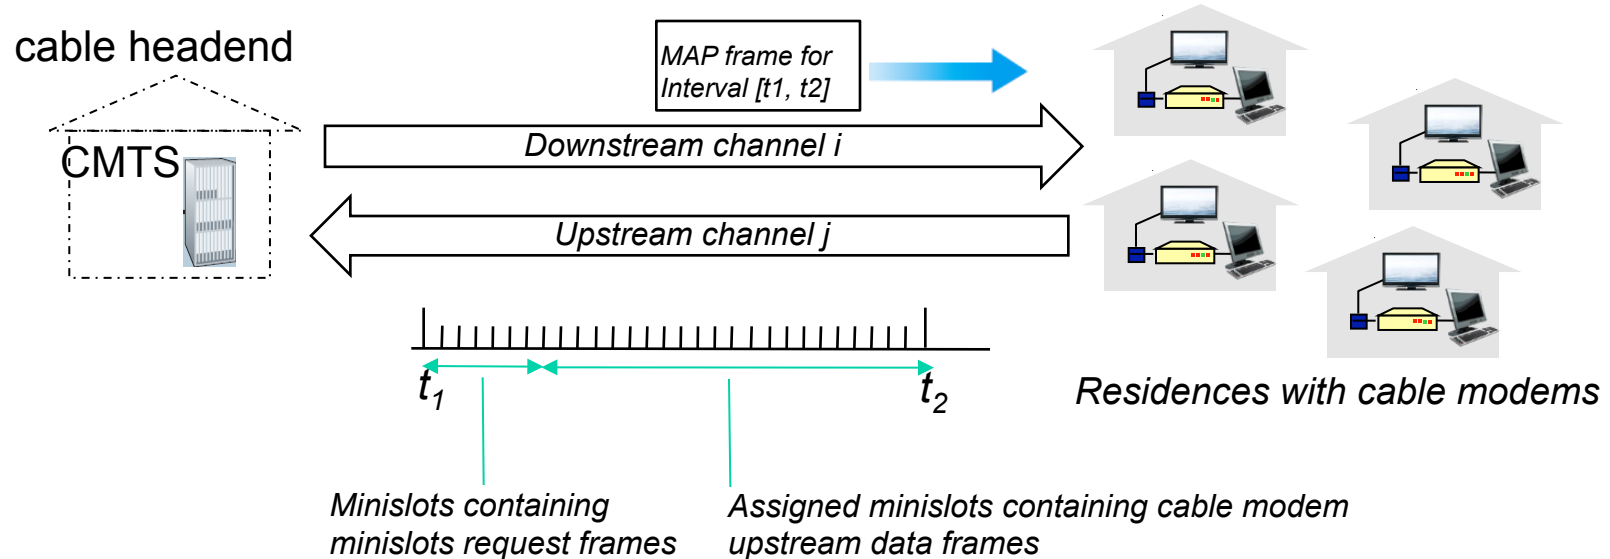 cable headend
MAP frame for
Interval [t1, t2]
CMTS
Downstream channel i
Upstream channel j
t1
t2
Residences with cable modems
Minislots containing
minislots request frames
Assigned minislots containing cable modem
upstream data frames